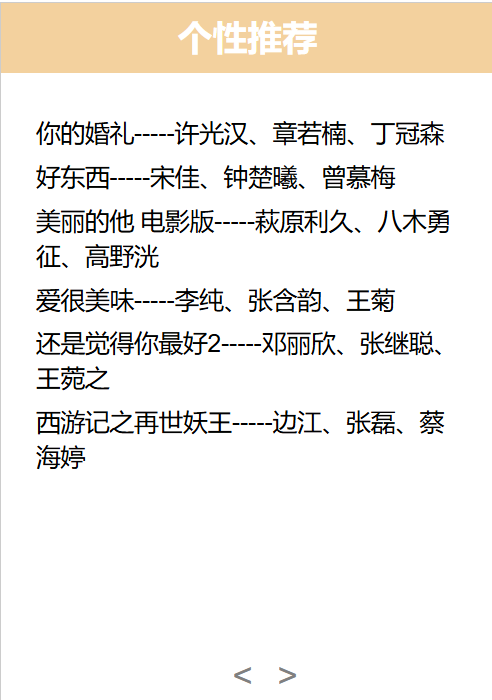 个性推荐
你的婚礼-----许光汉、章若楠、丁冠森
好东西-----宋佳、钟楚曦、曾慕梅
美丽的他 电影版-----萩原利久、八木勇
征、高野洸
爱很美味-----李纯、张含韵、王菊
还是觉得你最好2-----邓丽欣、张继聪、
王菀之
西游记之再世妖王-----边江、张磊、蔡
海婷
< >